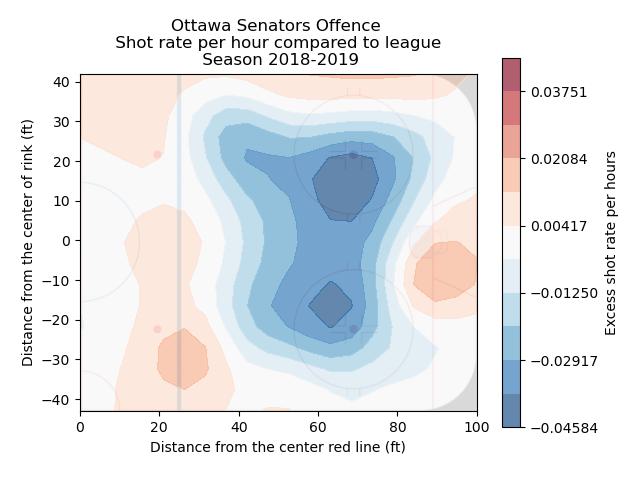 Ottawa Senators Offence
Shot rate per hour compared to league
Season 2018-2019
40
30
20
10
0
−10
−20
−30
−40
Distance from the center of rink (ft)
0 20 40 60 80 100
Distance from the center red line (ft)
0.03751
0.02084
0.00417
−0.01250
−0.02917
−0.04584
Excess shot rate per hours